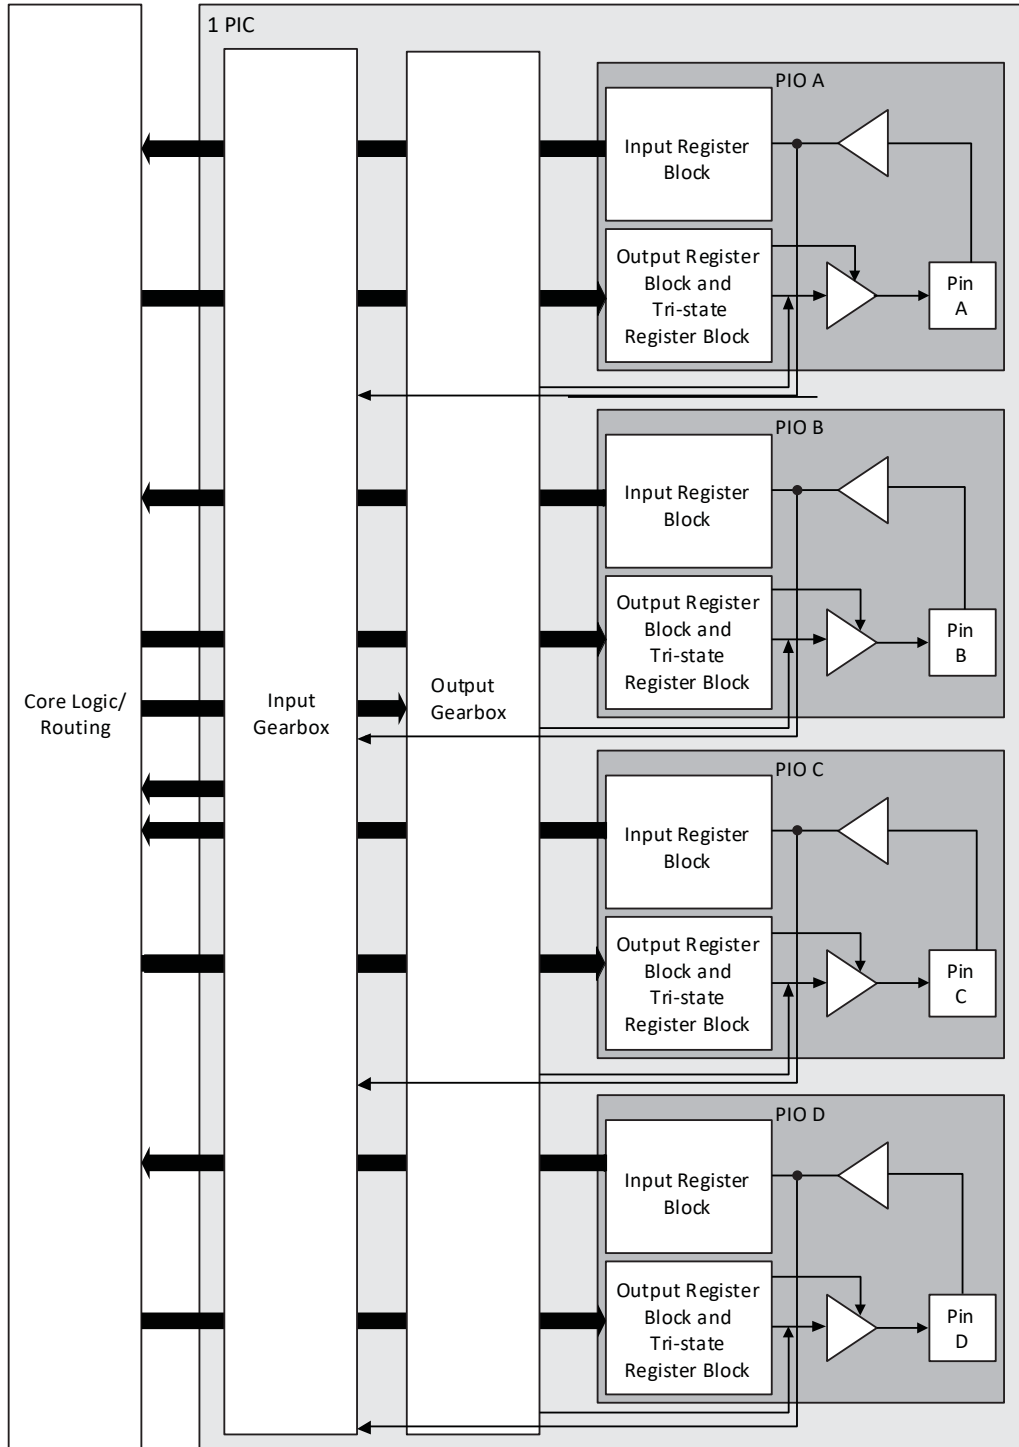 1 PIC
PIO A
Input Register
Block
Output Register
Block and
Tri-state
Register Block
Pin
A
PIO B
Input Register
Block
Output Register
Block and
Tri-state
Register Block
Pin
B
Core Logic/
Routing
Input
Gearbox
Output
Gearbox
PIO C
Input Register
Block
Output Register
Block and
Tri-state
Register Block
Pin
C
PIO D
Input Register
Block
Output Register
Block and
Tri-state
Register Block
Pin
D